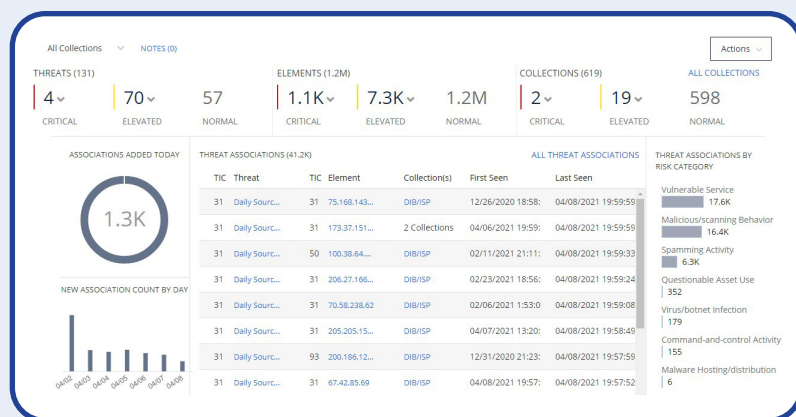 All Collections NOTES (0) Actions
THREATS (131) ELEMENTS (1.2M) COLLECTIONS (619) ALL COLLECTIONS
4 70 57 1.1K 7.3K 1.2M 2 19 598
CRITICAL ELEVATED NORMAL CRITICAL ELEVATED NORMAL CRITICAL ELEVATED NORMAL
ASSOCIATIONS ADDED TODAY
1.3K
NEW ASSOCIATION COUNT BY DAY
04/02 04/03 04/04 04/05 04/06 04/07 04/08
THREAT ASSOCIATIONS (41.2K) ALL THREAT ASSOCIATIONS
TIC Threat TIC Element Collection(s) First Seen Last Seen
31 Daily Sourc... 31 75.168.143... DIB/ISP 12/26/2020 18:58: 04/08/2021 19:59:59
31 Daily Sourc... 31 173.37.151... 2 Collections 04/06/2021 19:59: 04/08/2021 19:59:59
31 Daily Sourc... 50 100.38.64.... DIB/ISP 02/11/2021 21:11: 04/08/2021 19:59:33
31 Daily Sourc... 31 206.27.166... DIB/ISP 02/23/2021 18:56: 04/08/2021 19:59:24
31 Daily Sourc... 31 70.58.238.62 DIB/ISP 02/06/2021 1:53:0 04/08/2021 19:59:08
31 Daily Sourc... 31 205.205.15... DIB/ISP 04/07/2021 13:20: 04/08/2021 19:58:49
31 Daily Sourc... 93 200.186.12... DIB/ISP 12/31/2020 21:23: 04/08/2021 19:57:59
31 Daily Sourc... 31 67.42.85.69 DIB/ISP 04/08/2021 19:57: 04/08/2021 19:57:52
THREAT ASSOCIATIONS BY
RISK CATEGORY
Vulnerable Service
17.6K
Malicious/scanning Behavior
16.4K
Spamming Activity
6.3K
Questionable Asset Use
352
Virus/botnet Infection
179
Command-and-control Activity
155
Malware Hosting/distribution
6